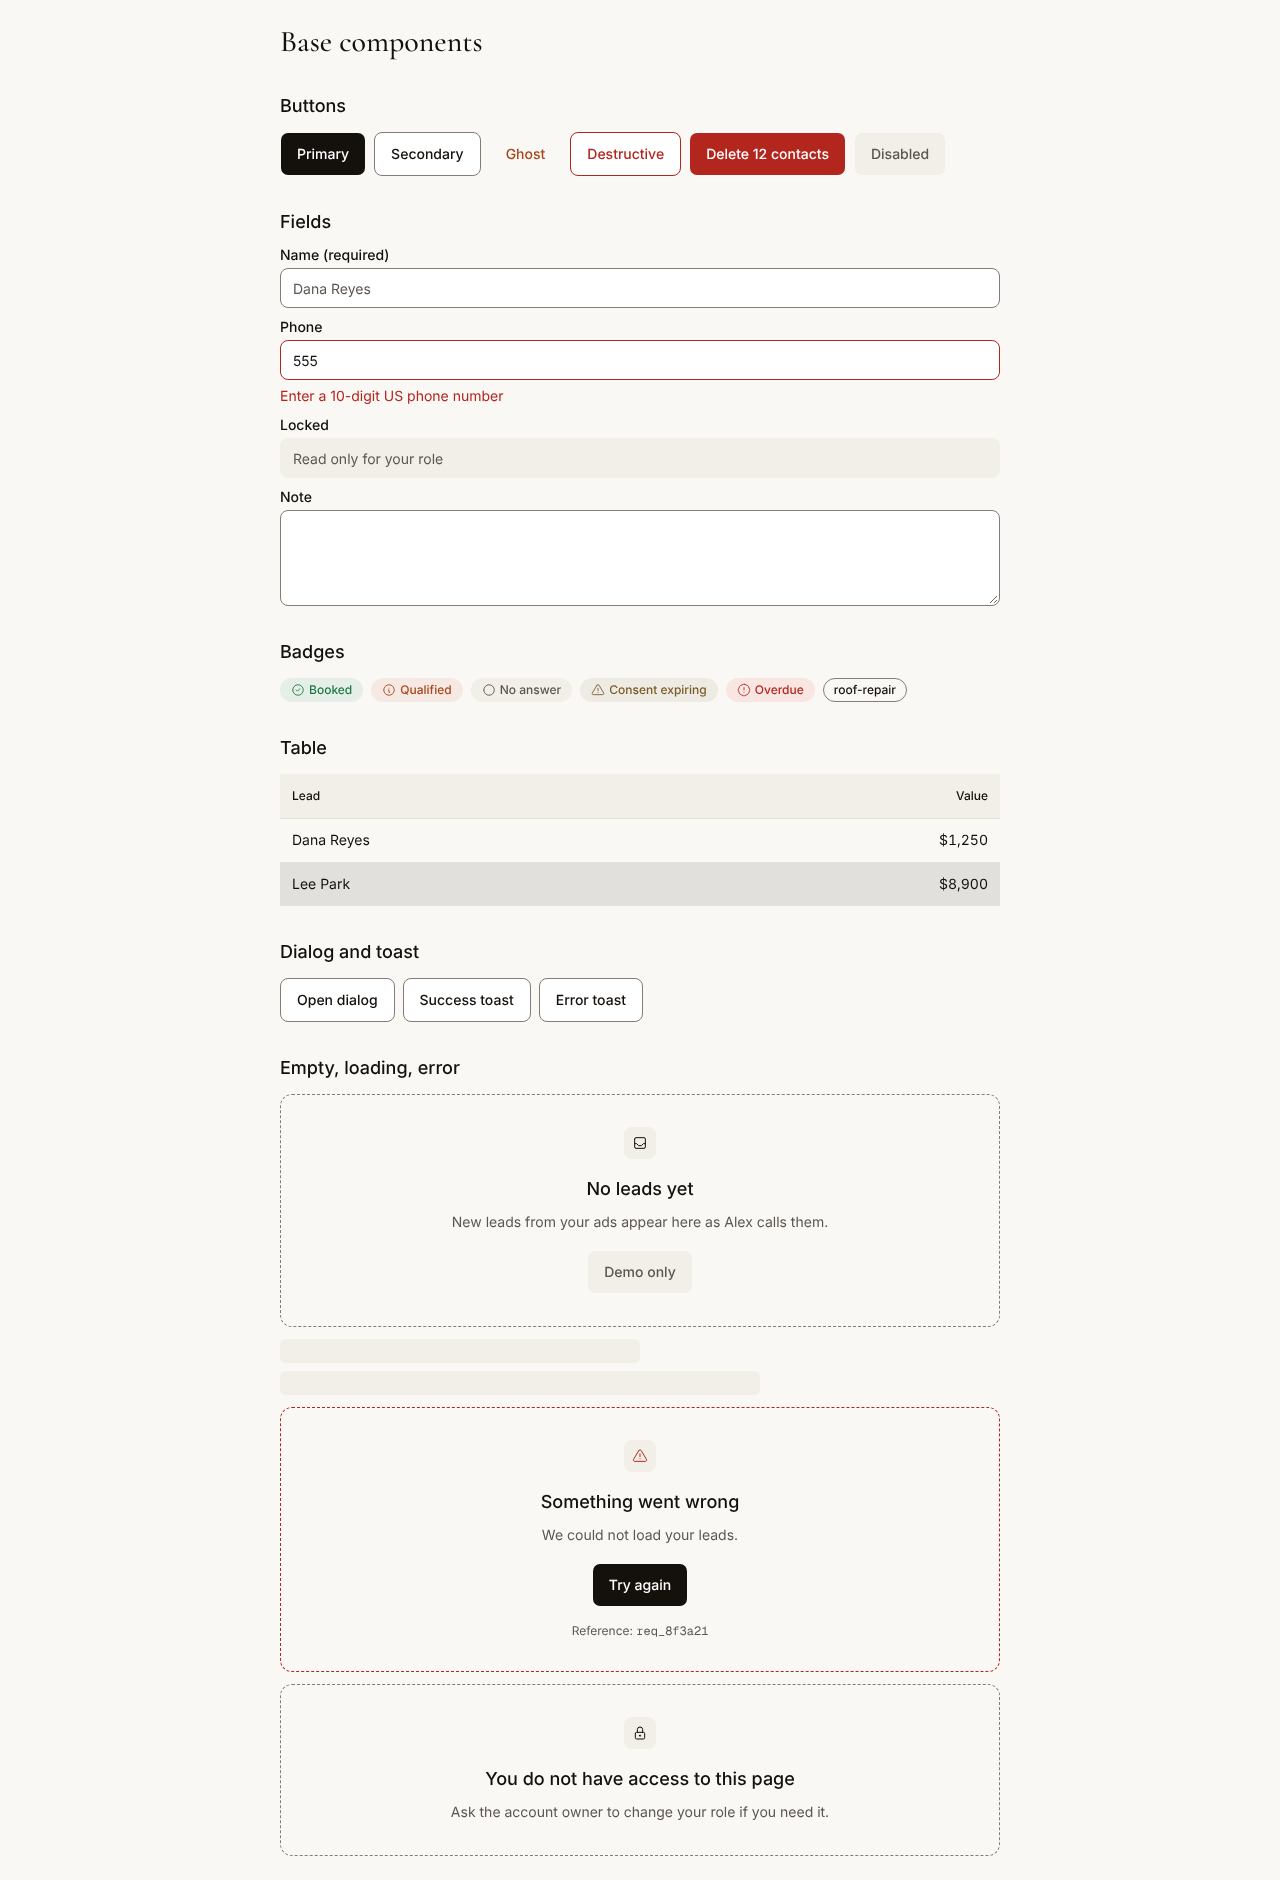 Base components
Buttons
Primary Secondary Ghost Destructive Delete 12 contacts Disabled
Fields
Name (required)
Dana Reyes
Phone
555
Enter a 10-digit US phone number
Locked
Read only for your role
Note
Badges
Booked Qualified No answer Consent expiring Overdue roof-repair
Table
Lead Value
Dana Reyes $1,250
Lee Park $8,900
Dialog and toast
Open dialog Success toast Error toast
Empty, loading, error
No leads yet
New leads from your ads appear here as Alex calls them.
Demo only
Something went wrong
We could not load your leads.
Try again
Reference: req_8f3a21
You do not have access to this page
Ask the account owner to change your role if you need it.